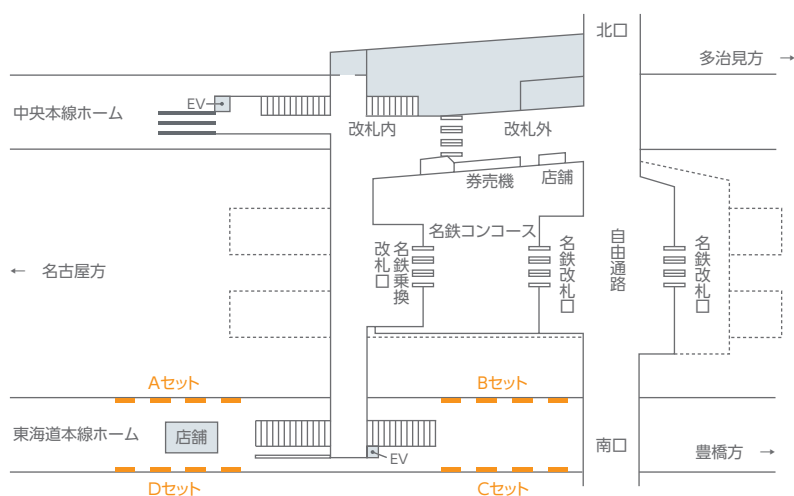 北口
多治見方 →
EV
中央本線ホーム
改札内
改札外
券売機
店舗
名鉄コンコース
名鉄乗換
改札口
名鉄改札口
自由通路
名鉄改札口
← 名古屋方
Aセット
Bセット
東海道本線ホーム
店舗
EV
南口
豊橋方 →
Dセット
Cセット